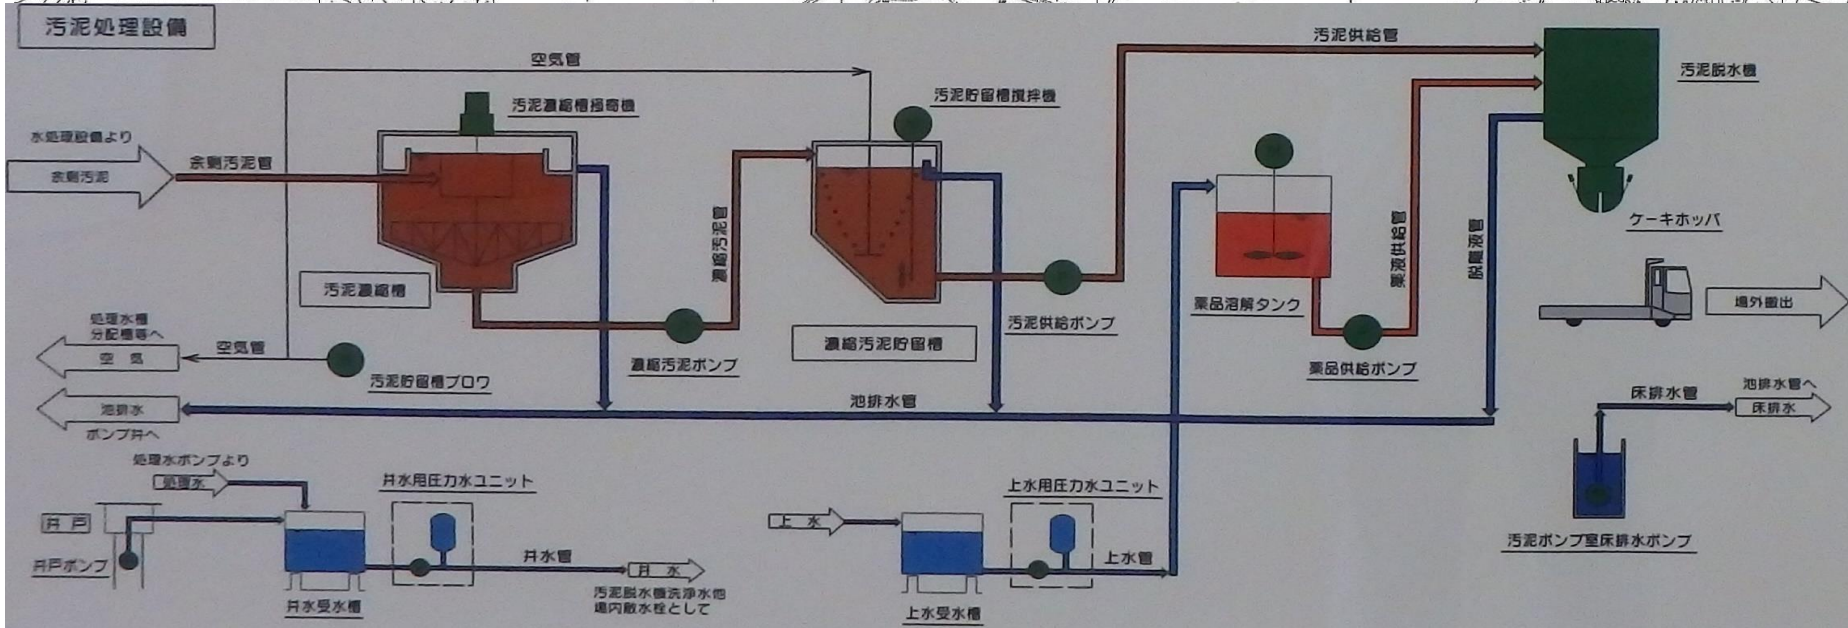 汚泥処理設備
空気管
汚泥供給管
汚泥脱水機
汚泥濃縮槽掻寄機
汚泥貯留槽撹拌機
水処理設備より
余剰汚泥管
余剰汚泥
濃縮汚泥管
薬液供給管
脱離液管
ケーキホッパ
汚泥濃縮槽
薬品溶解タンク
場外搬出
処理水槽
分配槽等へ
空気
空気管
汚泥貯留槽ブロワ
濃縮汚泥ポンプ
濃縮汚泥貯留槽
汚泥供給ポンプ
薬品供給ポンプ
池排水
ポンプ井へ
池排水管
床排水管
池排水管へ
床排水
処理水ポンプより
処理水
井水用圧力水ユニット
上水用圧力水ユニット
井戸
井戸ポンプ
井水管
井水
汚泥脱水機洗浄水他
場内散水栓として
井水受水槽
上水
上水管
上水受水槽
汚泥ポンプ室床排水ポンプ